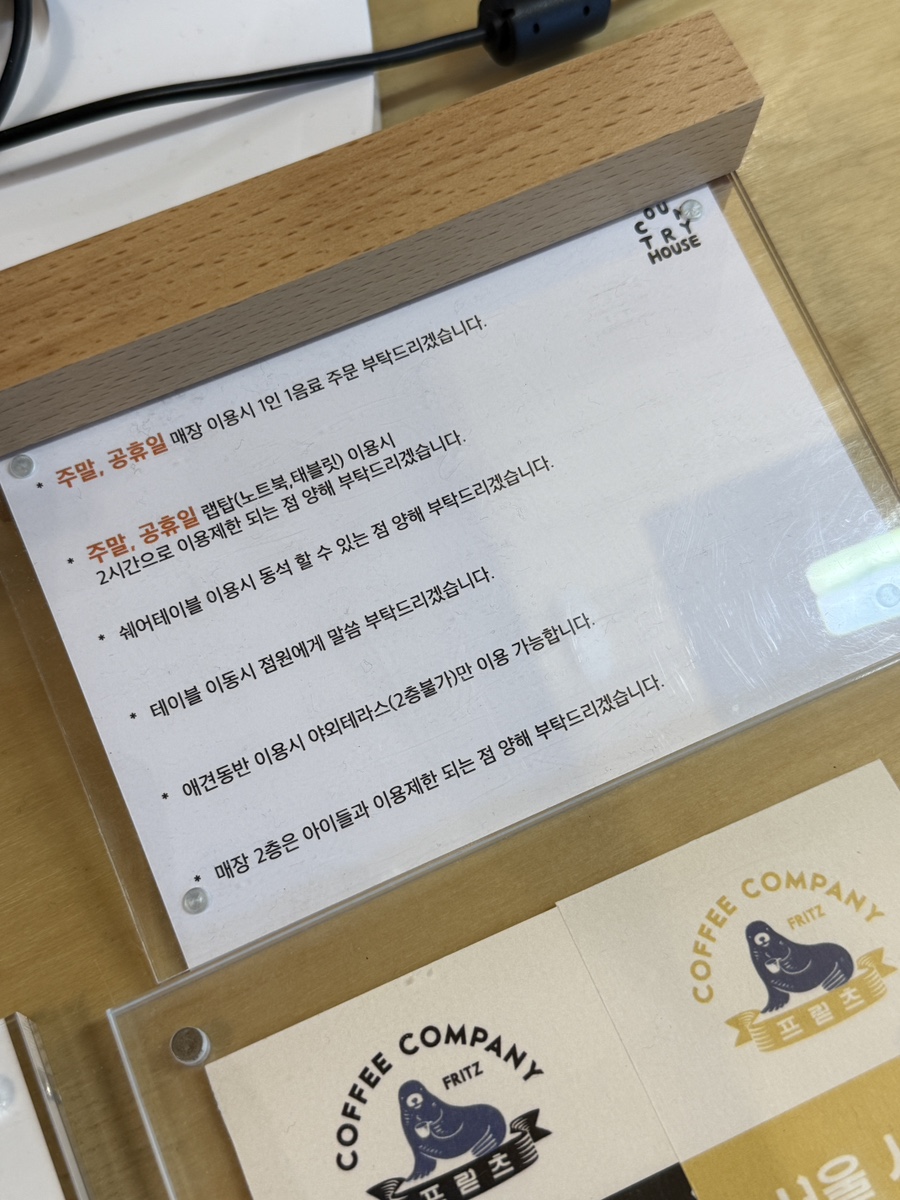 COUN
TRY
HOUSE
* 주말, 공휴일 매장 이용시 1인 1음료 주문 부탁드리겠습니다.
* 주말, 공휴일 랩탑(노트북,태블릿) 이용시
2시간으로 이용제한 되는 점 양해 부탁드리겠습니다.
* 쉐어테이블 이용시 동석 할 수 있는 점 양해 부탁드리겠습니다.
* 테이블 이동시 점원에게 말씀 부탁드리겠습니다.
* 애견동반 이용시 야외테라스(2층불가)만 이용 가능합니다.
* 매장 2층은 아이들과 이용제한 되는 점 양해 부탁드리겠습니다.
COFFEE COMPANY
FRITZ
프릳츠
COFFEE COMPANY
FRITZ
프릳츠
서울